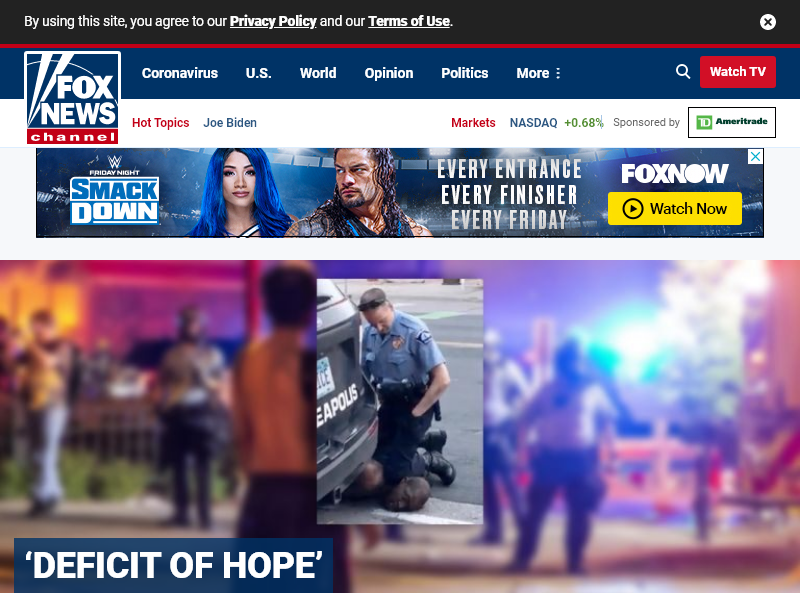 By using this site, you agree to our Privacy Policy and our Terms of Use.
FOX
NEWS
channel
Coronavirus U.S. World Opinion Politics More
Watch TV
Hot Topics Joe Biden
Markets NASDAQ +0.68% Sponsored by TD Ameritrade
FRIDAY NIGHT
SMACK
DOWN
EVERY ENTRANCE
EVERY FINISHER
EVERY FRIDAY
FOXNOW
Watch Now
ICE
EAPOLIS
‘DEFICIT OF HOPE’